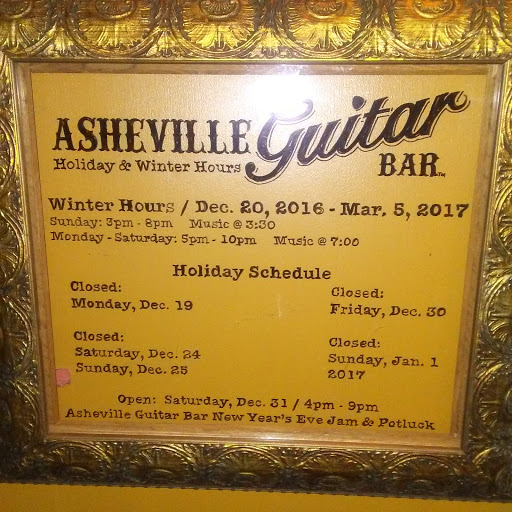 ASHEVILLE Guitar
Holiday & Winter Hours BAR™
Winter Hours / Dec. 20, 2016 - Mar. 5, 2017
Sunday: 3pm - 8pm Music @ 3:30
Monday - Saturday: 5pm - 10pm Music @ 7:00
Holiday Schedule
Closed:
Monday, Dec. 19
Closed:
Friday, Dec. 30
Closed:
Saturday, Dec. 24
Sunday, Dec. 25
Closed:
Sunday, Jan. 1
2017
Open: Saturday, Dec. 31 / 4pm - 9pm
Asheville Guitar Bar New Year's Eve Jam & Potluck